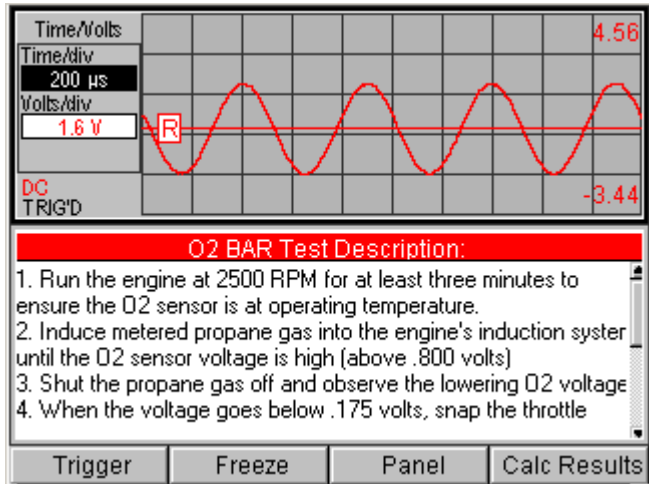 Time/Volts
4.56
Time/div
200 µs
Volts/div
1.6 V
R
DC
TRIG'D
-3.44
O2 BAR Test Description:
1. Run the engine at 2500 RPM for at least three minutes to
ensure the O2 sensor is at operating temperature.
2. Induce metered propane gas into the engine's induction syster
until the O2 sensor voltage is high (above .800 volts)
3. Shut the propane gas off and observe the lowering O2 voltage
4. When the voltage goes below .175 volts, snap the throttle
Trigger
Freeze
Panel
Calc Results